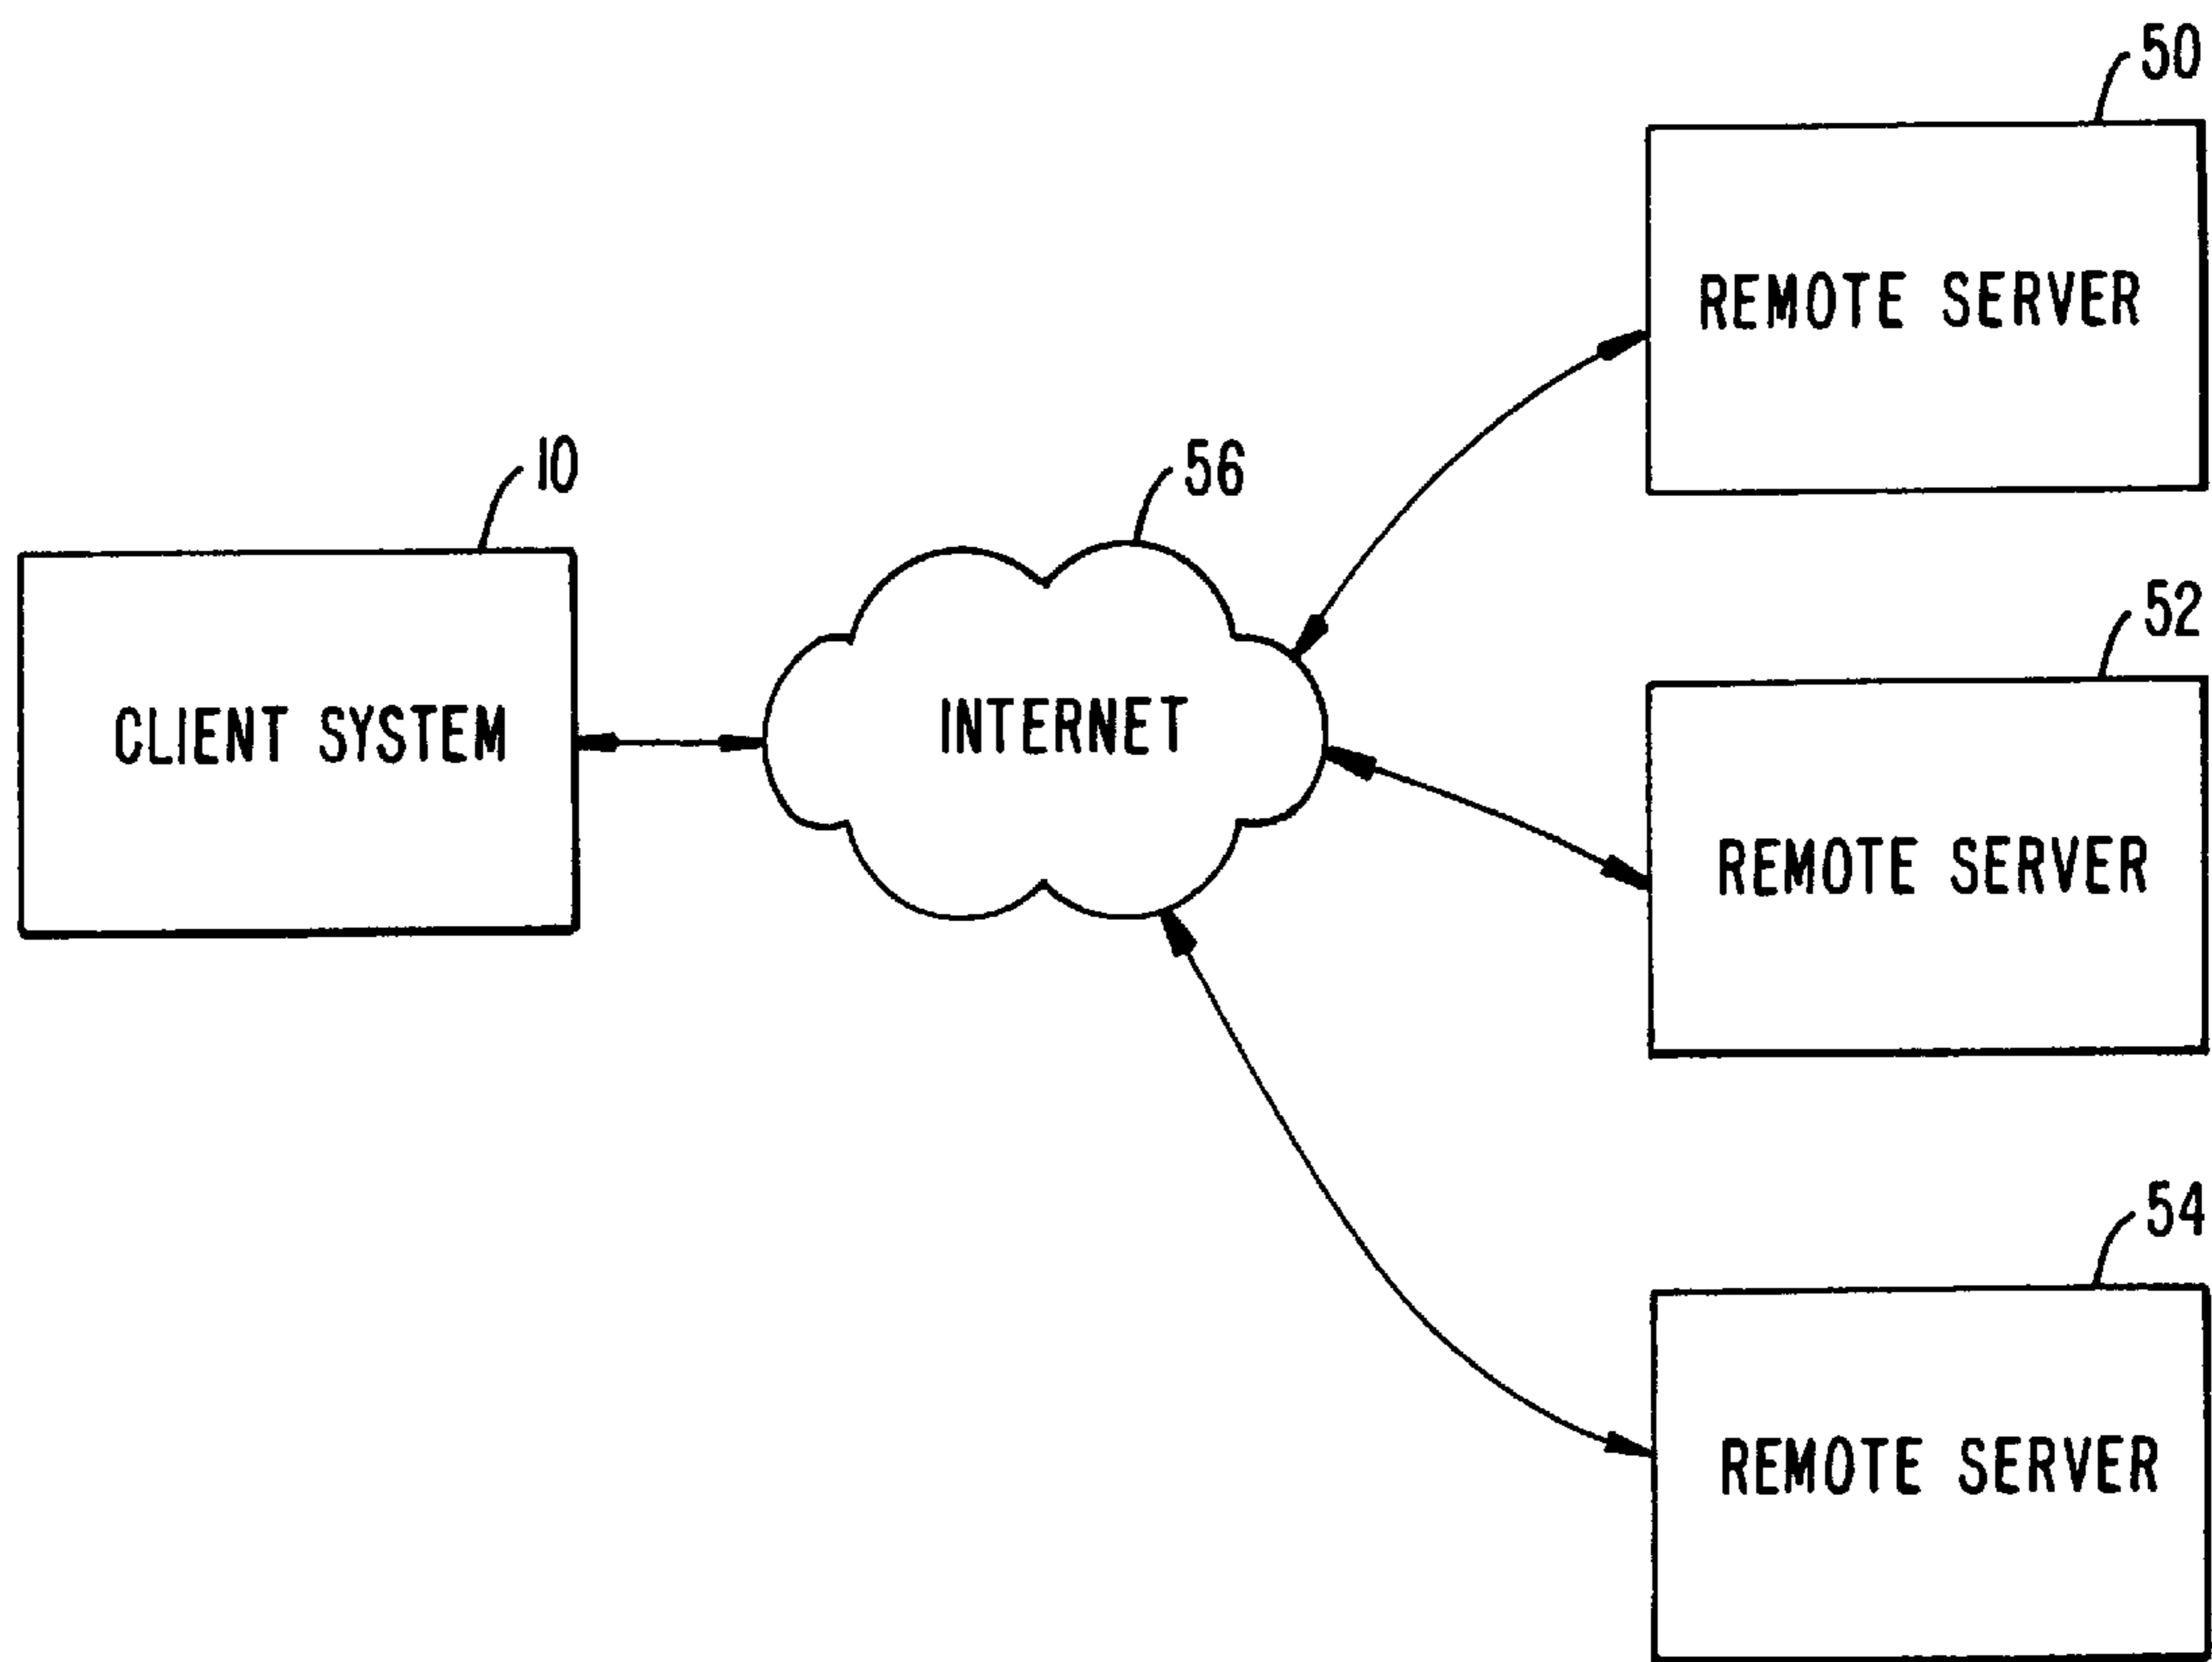 50
REMOTE SERVER
10
56
CLIENT SYSTEM
INTERNET
52
REMOTE SERVER
54
REMOTE SERVER